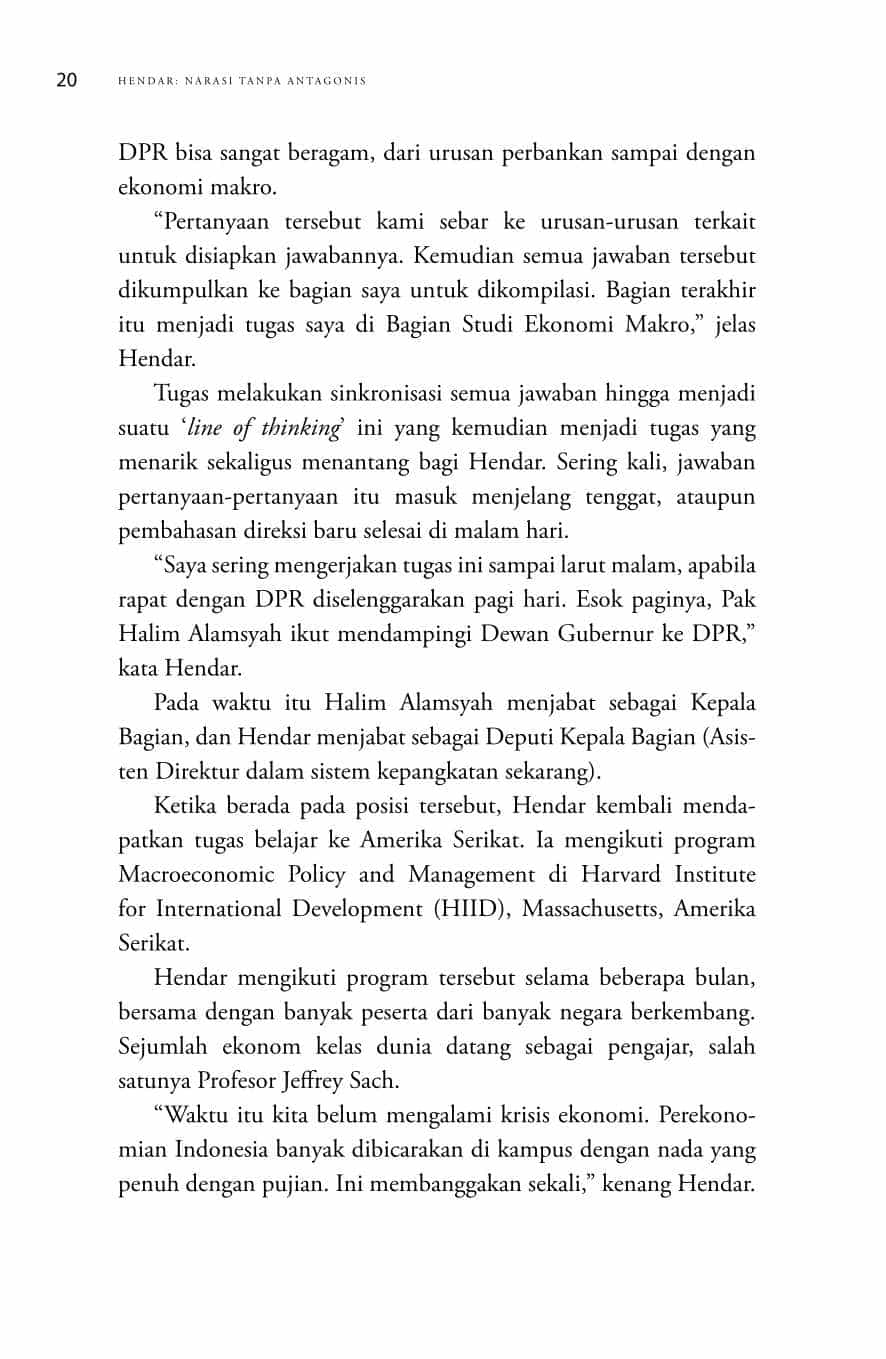 20 HENDAR: NARASI TANPA ANTAGONIS
DPR bisa sangat beragam, dari urusan perbankan sampai dengan
ekonomi makro.
“Pertanyaan tersebut kami sebar ke urusan-urusan terkait
untuk disiapkan jawabannya. Kemudian semua jawaban tersebut
dikumpulkan ke bagian saya untuk dikompilasi. Bagian terakhir
itu menjadi tugas saya di Bagian Studi Ekonomi Makro,” jelas
Hendar.
Tugas melakukan sinkronisasi semua jawaban hingga menjadi
suatu ‘line of thinking’ ini yang kemudian menjadi tugas yang
menarik sekaligus menantang bagi Hendar. Sering kali, jawaban
pertanyaan-pertanyaan itu masuk menjelang tenggat, ataupun
pembahasan direksi baru selesai di malam hari.
“Saya sering mengerjakan tugas ini sampai larut malam, apabila
rapat dengan DPR diselenggarakan pagi hari. Esok paginya, Pak
Halim Alamsyah ikut mendampingi Dewan Gubernur ke DPR,”
kata Hendar.
Pada waktu itu Halim Alamsyah menjabat sebagai Kepala
Bagian, dan Hendar menjabat sebagai Deputi Kepala Bagian (Asis-
ten Direktur dalam sistem kepangkatan sekarang).
Ketika berada pada posisi tersebut, Hendar kembali menda-
patkan tugas belajar ke Amerika Serikat. Ia mengikuti program
Macroeconomic Policy and Management di Harvard Institute
for International Development (HIID), Massachusetts, Amerika
Serikat.
Hendar mengikuti program tersebut selama beberapa bulan,
bersama dengan banyak peserta dari banyak negara berkembang.
Sejumlah ekonom kelas dunia datang sebagai pengajar, salah
satunya Profesor Jeffrey Sach.
“Waktu itu kita belum mengalami krisis ekonomi. Perekono-
mian Indonesia banyak dibicarakan di kampus dengan nada yang
penuh dengan pujian. Ini membanggakan sekali,” kenang Hendar.